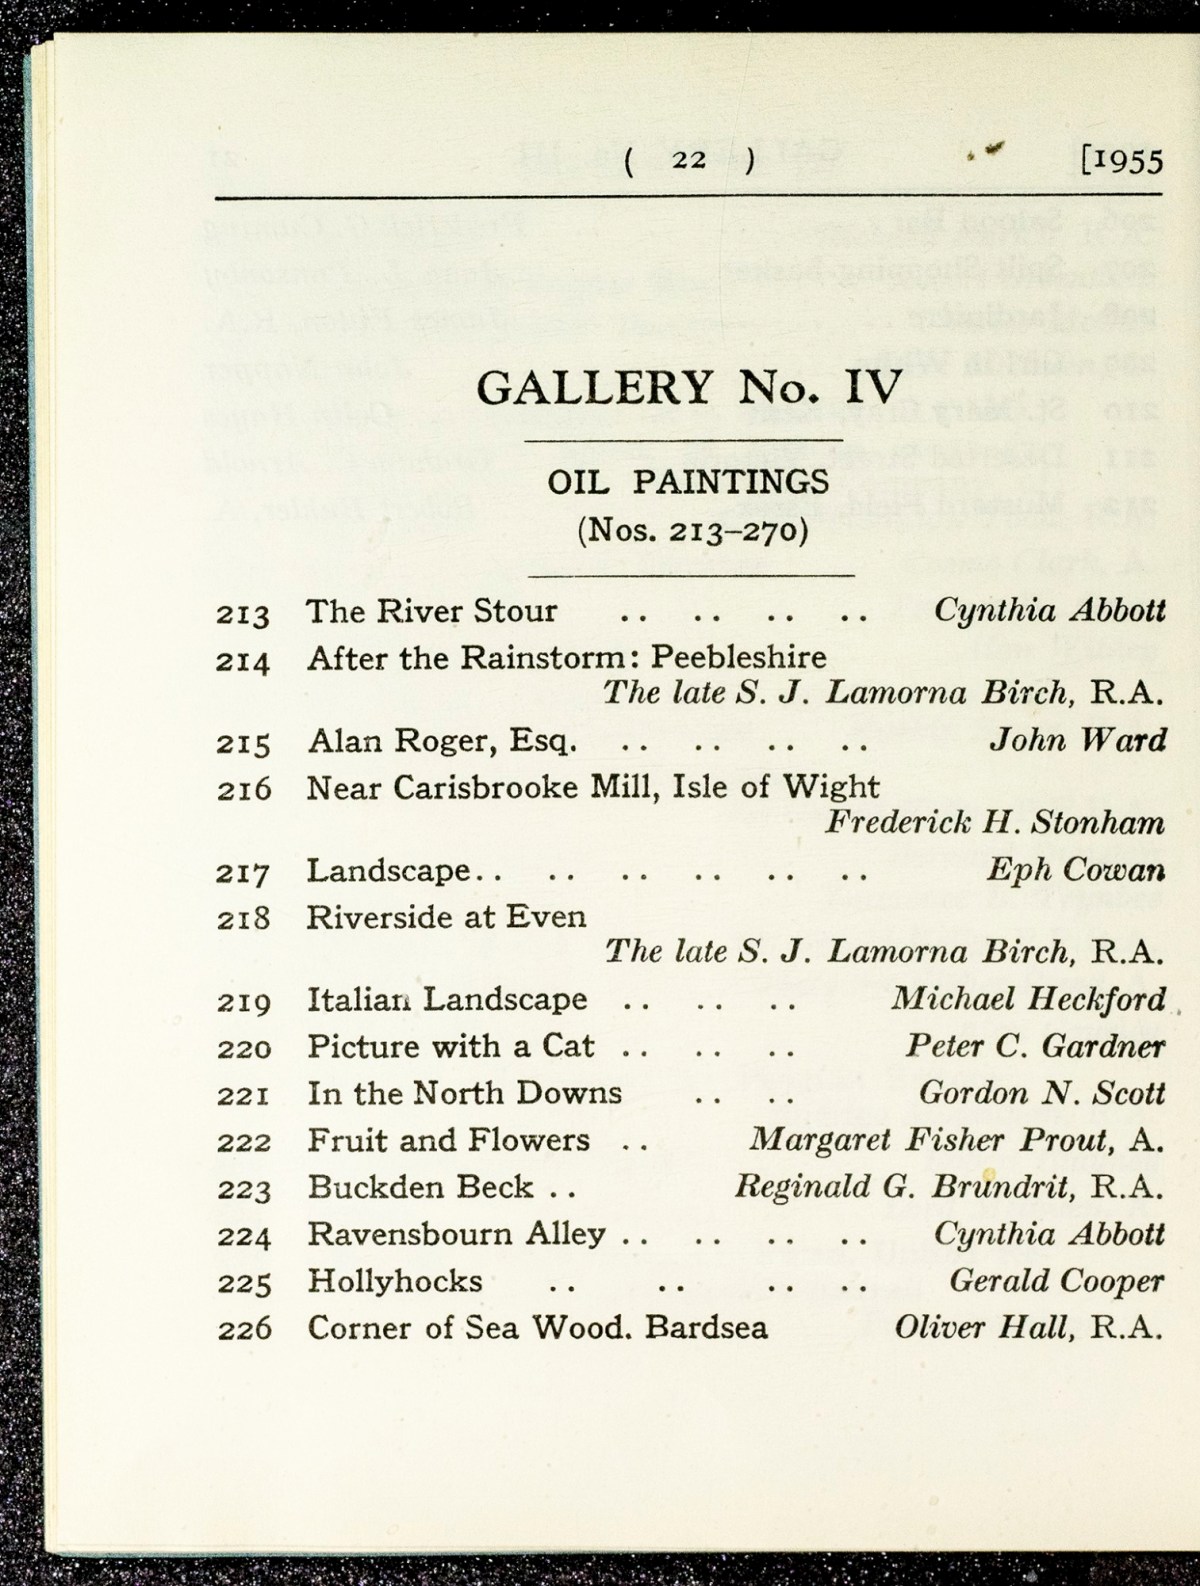 ( 22 ) [1955
GALLERY No. IV
OIL PAINTINGS
(Nos. 213–270)
213 The River Stour .. .. .. .. Cynthia Abbott
214 After the Rainstorm: Peebleshire
The late S. J. Lamorna Birch, R.A.
215 Alan Roger, Esq. .. .. .. .. John Ward
216 Near Carisbrooke Mill, Isle of Wight
Frederick H. Stonham
217 Landscape.. .. .. .. .. .. Eph Cowan
218 Riverside at Even
The late S. J. Lamorna Birch, R.A.
219 Italian Landscape .. .. .. Michael Heckford
220 Picture with a Cat .. .. .. Peter C. Gardner
221 In the North Downs .. .. Gordon N. Scott
222 Fruit and Flowers .. Margaret Fisher Prout, A.
223 Buckden Beck .. Reginald G. Brundrit, R.A.
224 Ravensbourn Alley .. .. .. .. Cynthia Abbott
225 Hollyhocks .. .. .. .. Gerald Cooper
226 Corner of Sea Wood. Bardsea Oliver Hall, R.A.